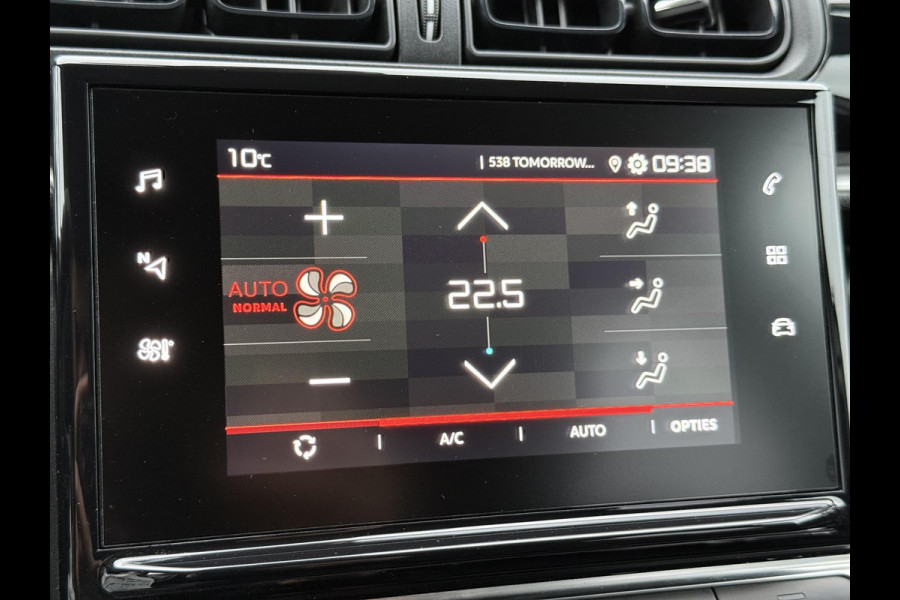 10°C
538 TOMORROW...
09:38
N
AUTO
NORMAL
22.5
A/C
AUTO
OPTIES